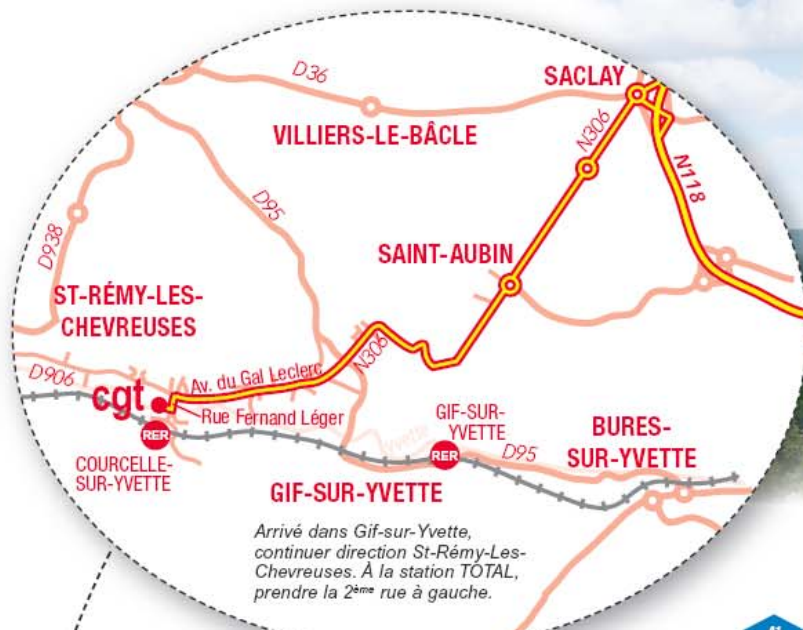 D36
SACLAY
VILLIERS-LE-BÂCLE
N306
N118
D95
D938
SAINT-AUBIN
ST-RÉMY-LES-
CHEVREUSES
N306
D906
Av. du Gal Leclerc
cgt
Rue Fernand Léger
RER
COURCELLE-
SUR-YVETTE
Yvette
GIF-SUR-
YVETTE
RER
D95
BURES-
SUR-YVETTE
GIF-SUR-YVETTE
Arrivé dans Gif-sur-Yvette,
continuer direction St-Rémy-Les-
Chevreuses. À la station TOTAL,
prendre la 2ème rue à gauche.